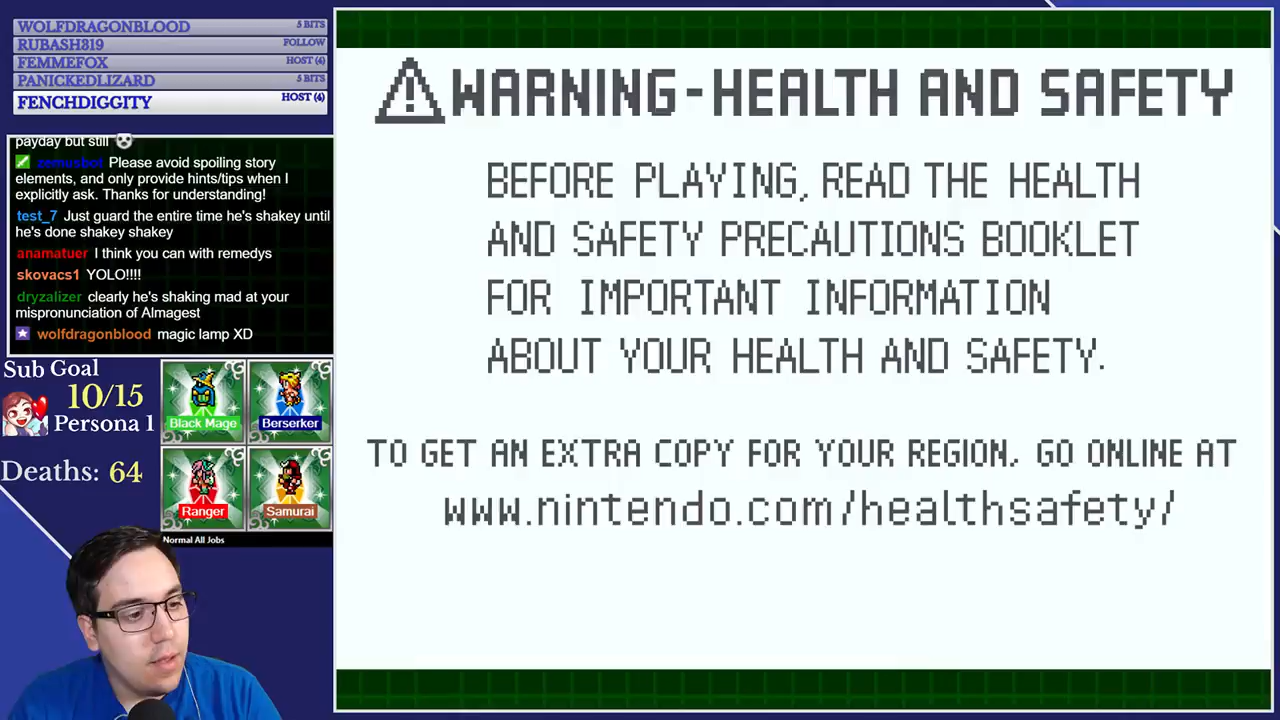 WOLFDRAGONBLOOD 5 BITS
RUBASH319 FOLLOW
FEMMEFOX HOST (4)
PANICKEDLIZARD 5 BITS
FENCHDIGGITY HOST (4)
payday but still
zemusbot Please avoid spoiling story
elements, and only provide hints/tips when I
explicitly ask. Thanks for understanding!
test_7 Just guard the entire time he's shakey until
he's done shakey shakey
anamatuer I think you can with remedys
skovacs1 YOLO!!!!
dryzalizer clearly he's shaking mad at your
mispronunciation of Almagest
wolfdragonblood magic lamp XD
Sub Goal
10/15
Persona 1
Deaths: 64
Black Mage
Berserker
Ranger
Samurai
Normal All Jobs
WARNING-HEALTH AND SAFETY
BEFORE PLAYING, READ THE HEALTH
AND SAFETY PRECAUTIONS BOOKLET
FOR IMPORTANT INFORMATION
ABOUT YOUR HEALTH AND SAFETY.
TO GET AN EXTRA COPY FOR YOUR REGION, GO ONLINE AT
www.nintendo.com/healthsafety/